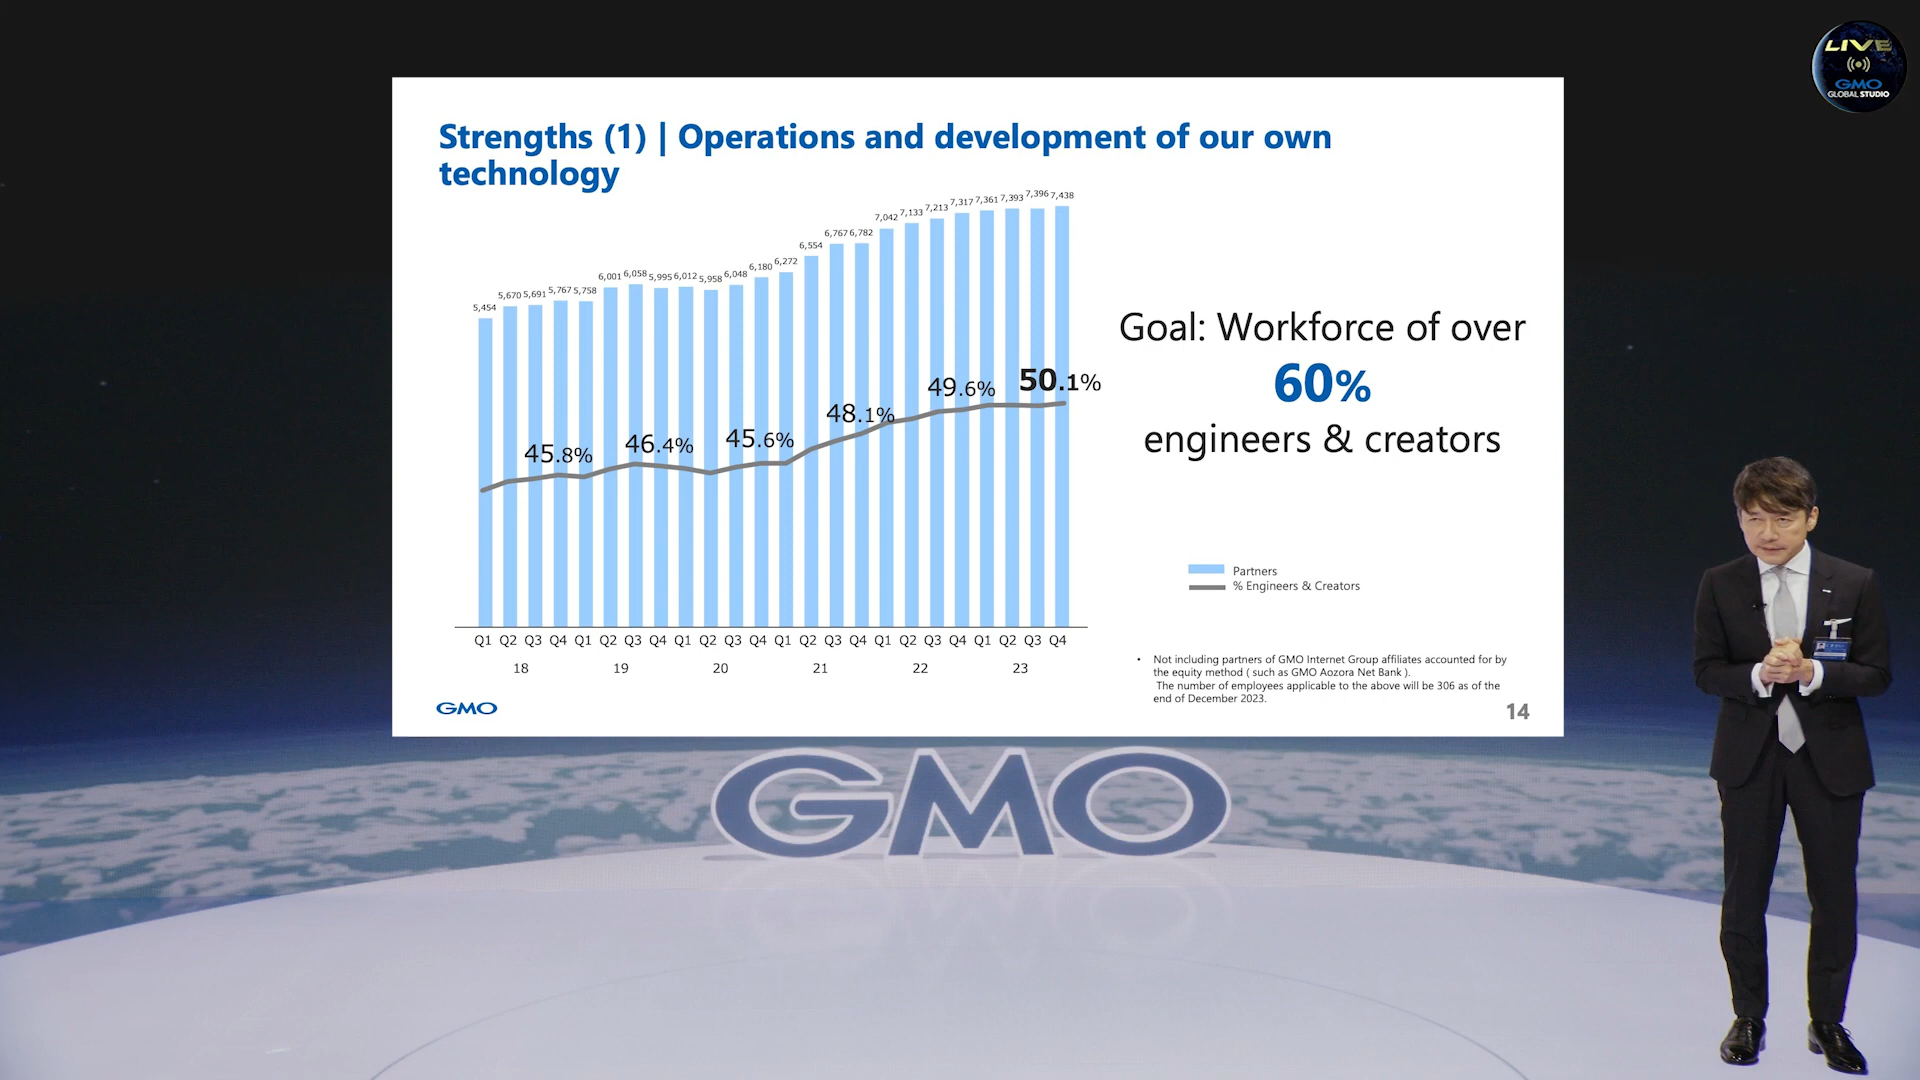 LIVE
GMO
GLOBAL STUDIO
Strengths (1) | Operations and development of our own
technology
5,454 5,670 5,691 5,767 5,758 6,001 6,058 5,995 6,012 5,958 6,048 6,180 6,272 6,554 6,767 6,782 7,042 7,133 7,213 7,317 7,361 7,393 7,396 7,438
45.8% 46.4% 45.6% 48.1% 49.6% 50.1%
Goal: Workforce of over
60%
engineers & creators
Partners
% Engineers & Creators
Q1 Q2 Q3 Q4 Q1 Q2 Q3 Q4 Q1 Q2 Q3 Q4 Q1 Q2 Q3 Q4 Q1 Q2 Q3 Q4 Q1 Q2 Q3 Q4
18 19 20 21 22 23
• Not including partners of GMO Internet Group affiliates accounted for by
the equity method ( such as GMO Aozora Net Bank ).
The number of employees applicable to the above will be 306 as of the
end of December 2023.
GMO
14
GMO